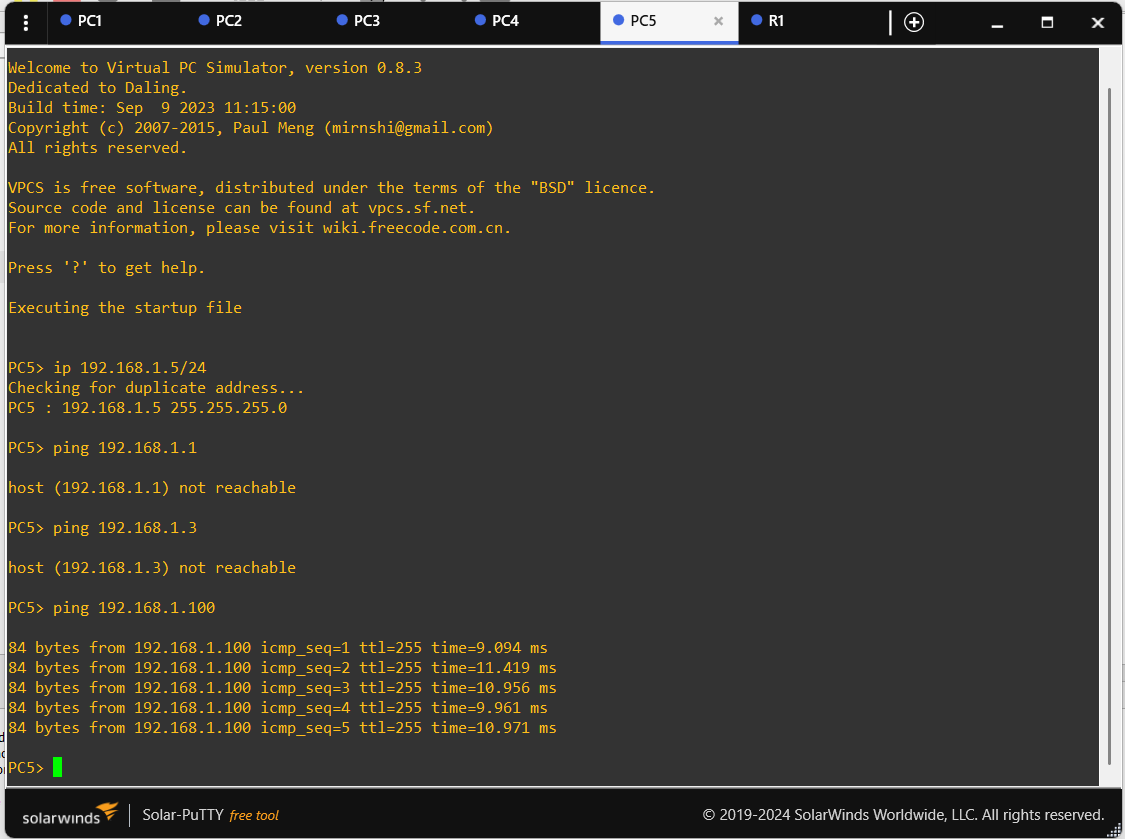 PC1 PC2 PC3 PC4 PC5 R1
Welcome to Virtual PC Simulator, version 0.8.3
Dedicated to Daling.
Build time: Sep  9 2023 11:15:00
Copyright (c) 2007-2015, Paul Meng (mirnshi@gmail.com)
All rights reserved.
VPCS is free software, distributed under the terms of the "BSD" licence.
Source code and license can be found at vpcs.sf.net.
For more information, please visit wiki.freecode.com.cn.
Press '?' to get help.
Executing the startup file
PC5> ip 192.168.1.5/24
Checking for duplicate address...
PC5 : 192.168.1.5 255.255.255.0
PC5> ping 192.168.1.1
host (192.168.1.1) not reachable
PC5> ping 192.168.1.3
host (192.168.1.3) not reachable
PC5> ping 192.168.1.100
84 bytes from 192.168.1.100 icmp_seq=1 ttl=255 time=9.094 ms
84 bytes from 192.168.1.100 icmp_seq=2 ttl=255 time=11.419 ms
84 bytes from 192.168.1.100 icmp_seq=3 ttl=255 time=10.956 ms
84 bytes from 192.168.1.100 icmp_seq=4 ttl=255 time=9.961 ms
84 bytes from 192.168.1.100 icmp_seq=5 ttl=255 time=10.971 ms
PC5>
solarwinds Solar-PuTTY free tool © 2019-2024 SolarWinds Worldwide, LLC. All rights reserved.